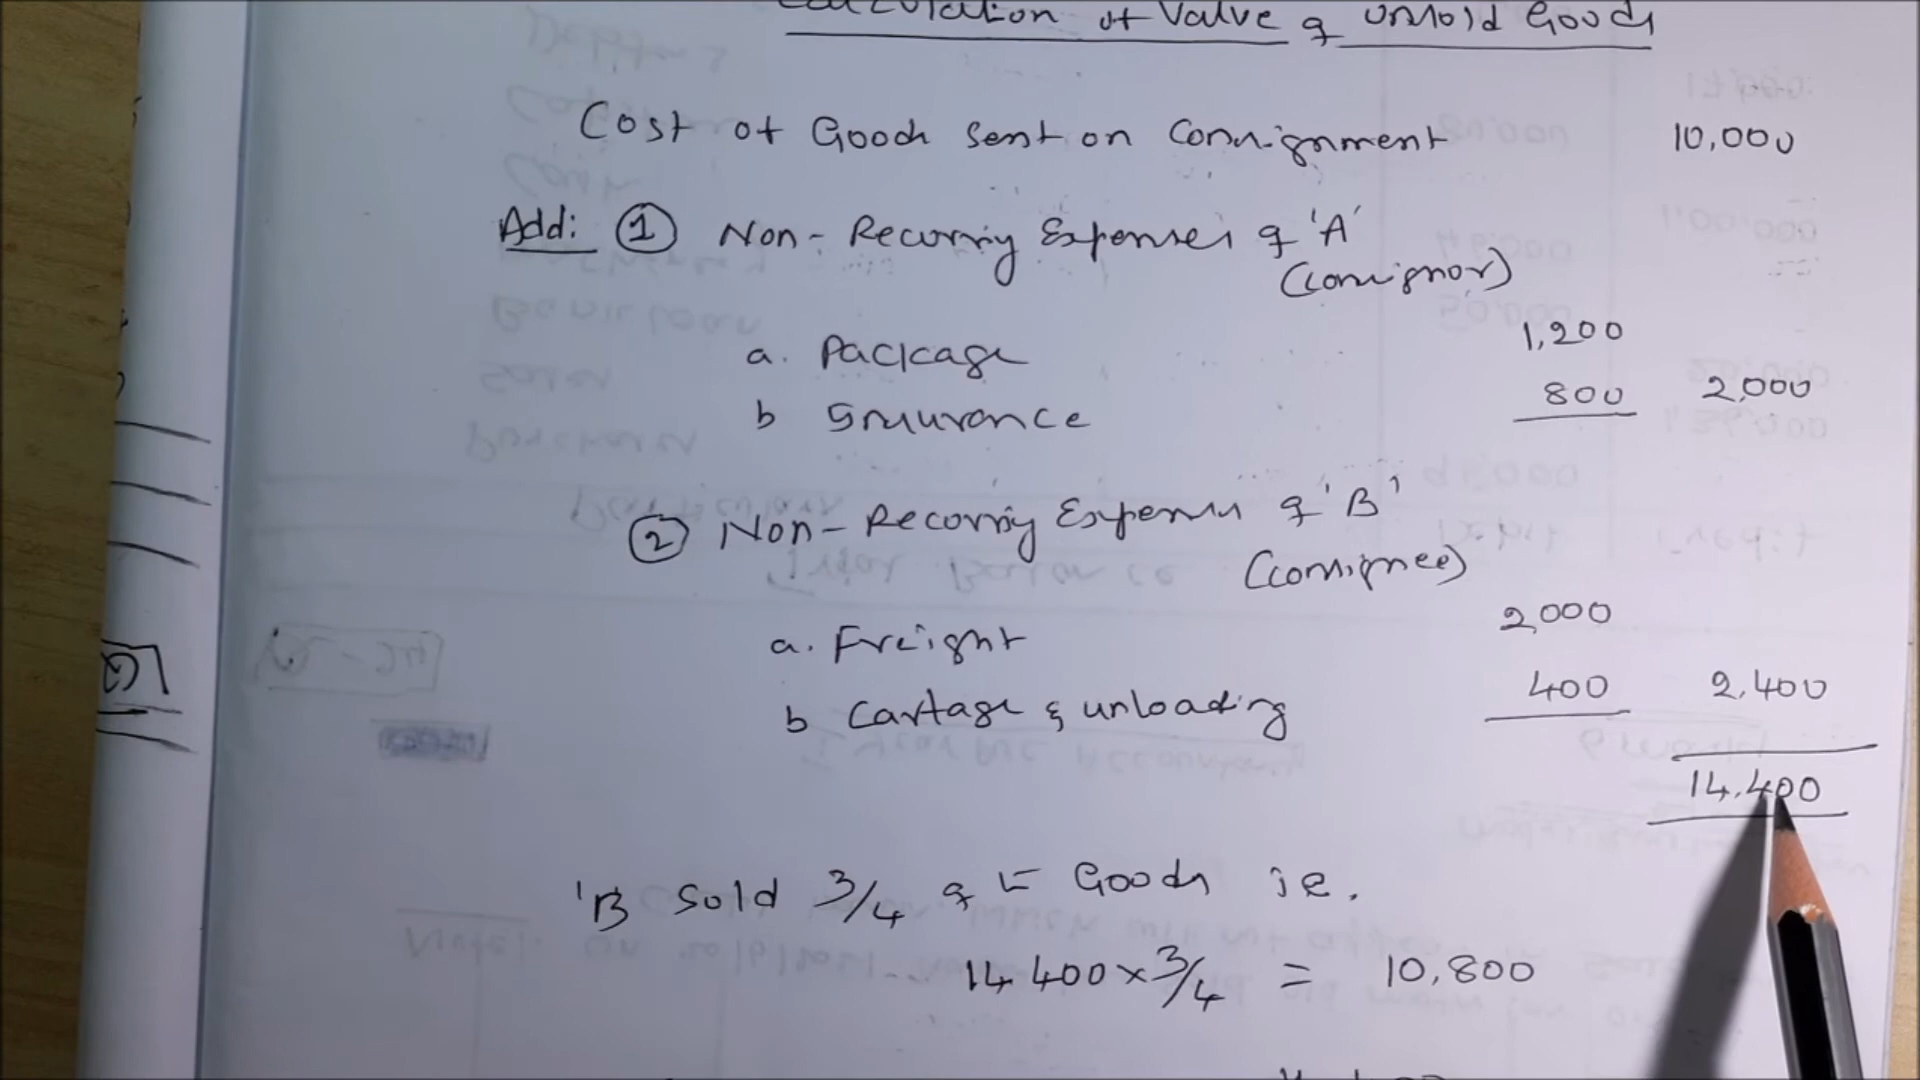 Calculation of Value of Unsold Goods
Cost of Goods Sent on Consignment 10,000
Add: ① Non-Recurring Expenses of 'A'
(Consignor)
a. Package 1,200
b Insurance 800 2,000
② Non-Recurring Expenses of 'B'
(Consignee)
a. Freight 2,000
b Cartage & unloading 400 2,400
14,400
'B Sold 3/4 of Goods ie.
14400 × 3/4 = 10,800